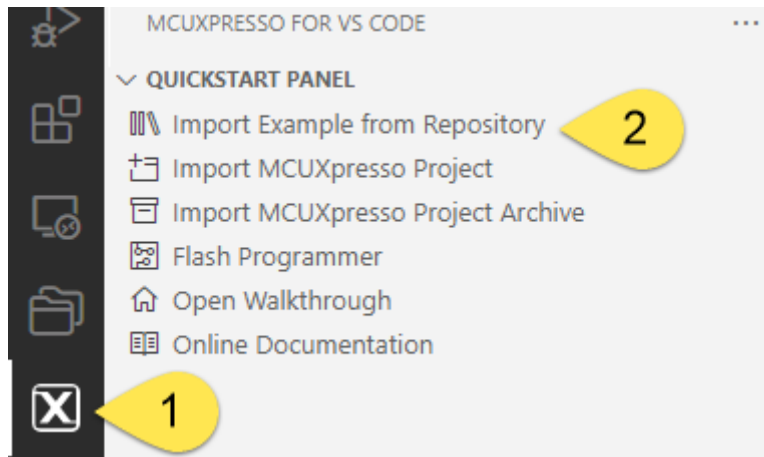 MCUXPRESSO FOR VS CODE
QUICKSTART PANEL
Import Example from Repository
2
Import MCUXpresso Project
Import MCUXpresso Project Archive
Flash Programmer
Open Walkthrough
Online Documentation
X
1